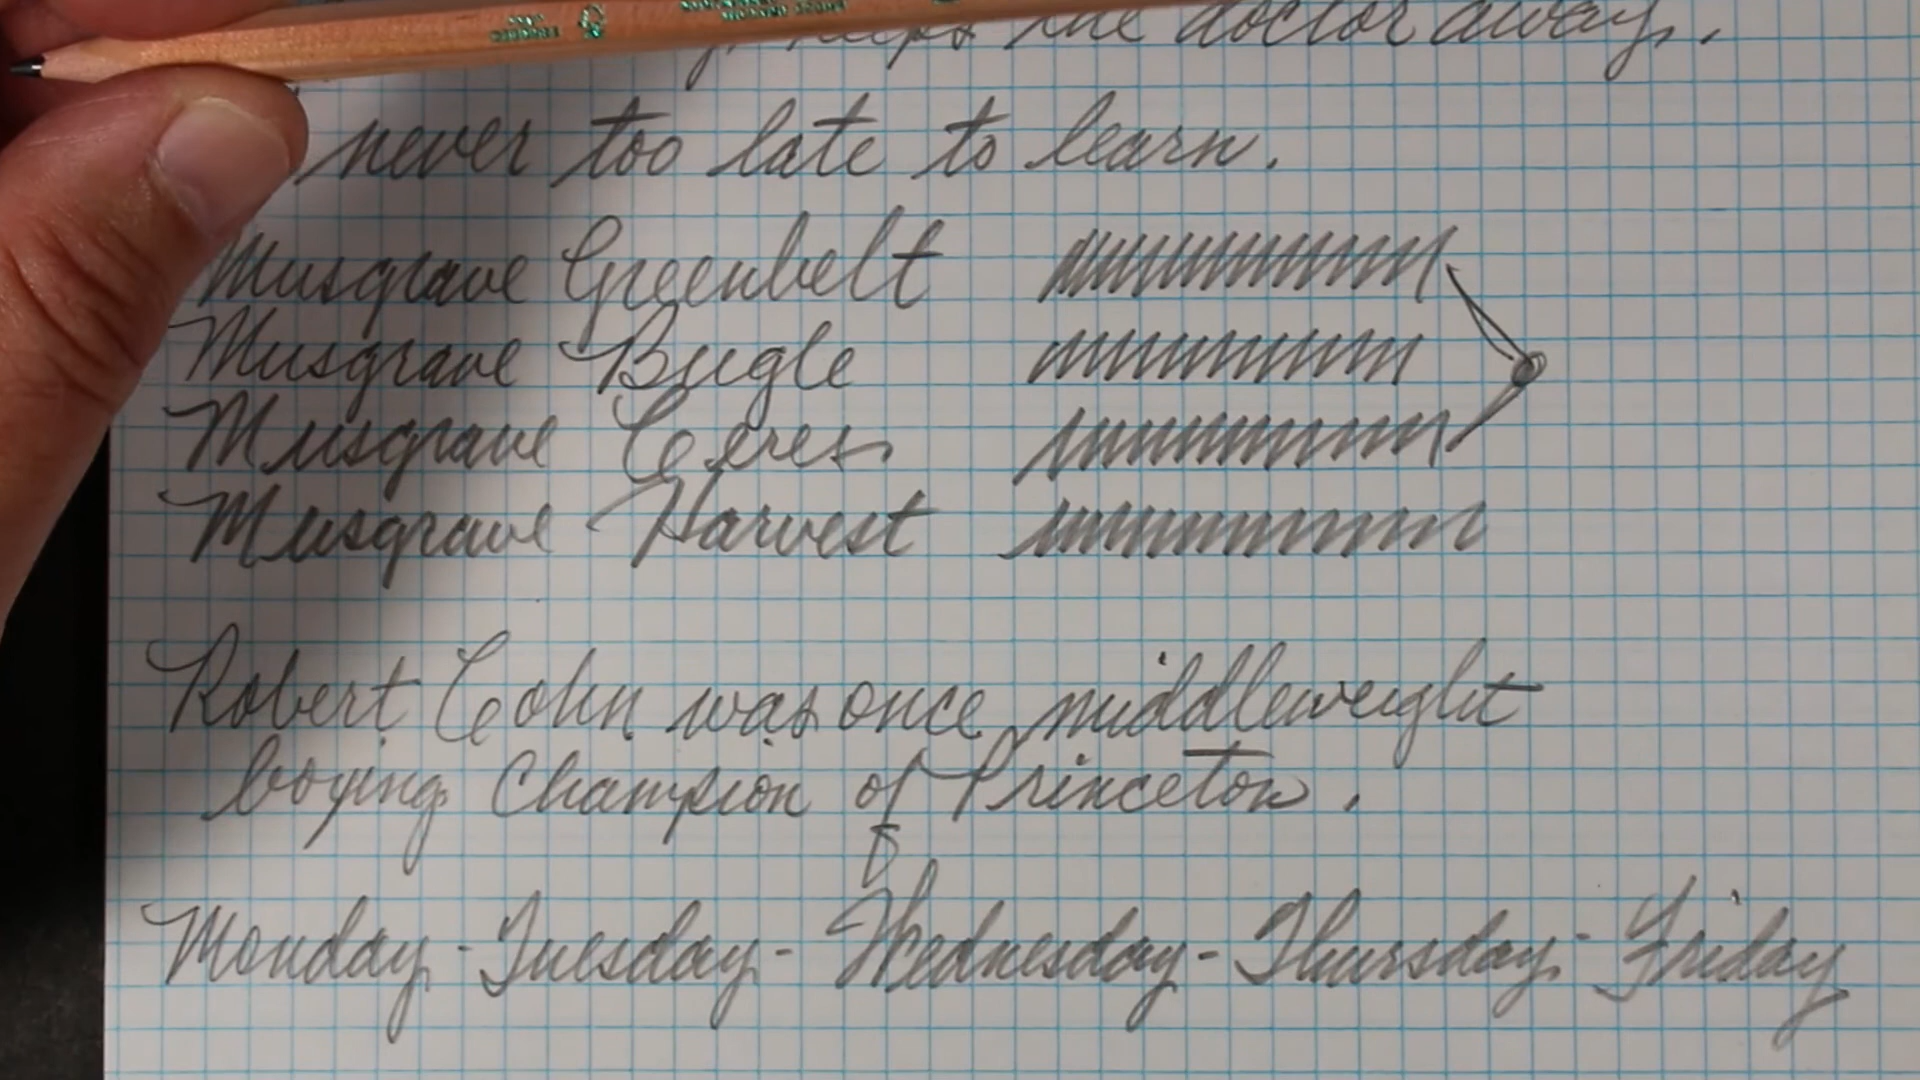 keeps the doctor away.
never too late to learn.
Musgrave Greenbelt
Musgrave Bugle
Musgrave Ceres
Musgrave Harvest
Robert Cohn was once middleweight
boxing Champion of Princeton.
Monday - Tuesday - Wednesday - Thursday - Friday